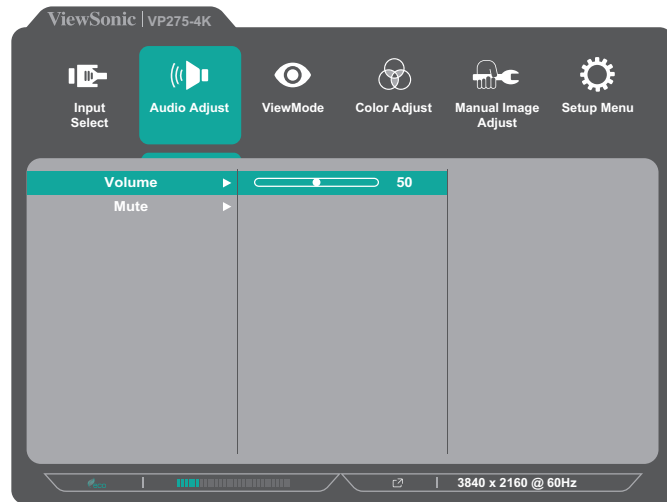 ViewSonic | VP275-4K
Input Select
Audio Adjust
ViewMode
Color Adjust
Manual Image Adjust
Setup Menu
Volume 50
Mute
eco
3840 x 2160 @ 60Hz